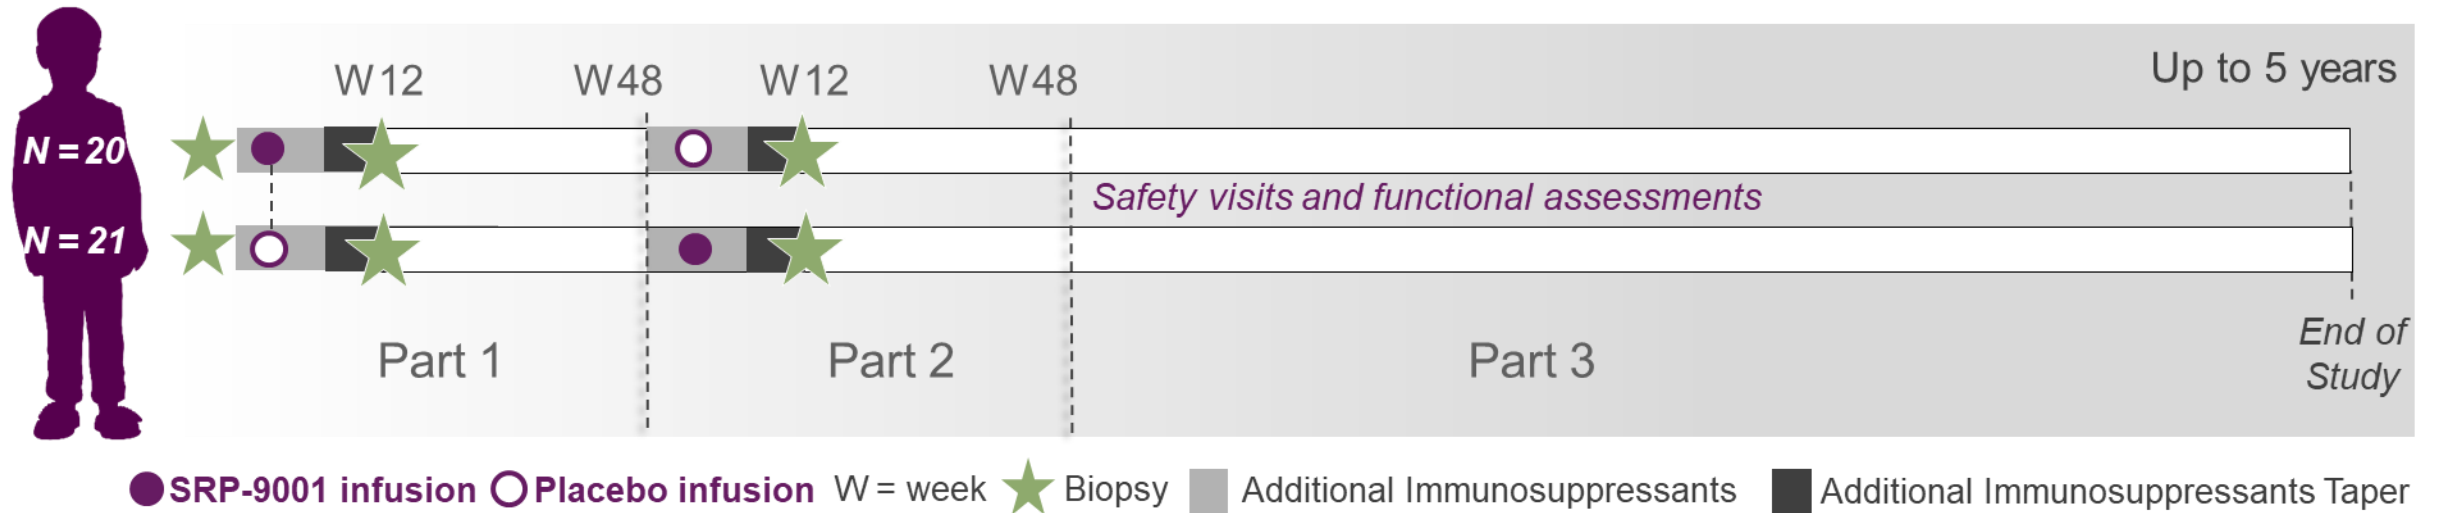 W12
W48
W12
W48
Up to 5 years
N = 20
Safety visits and functional assessments
N = 21
Part 1
Part 2
Part 3
End of
Study
SRP-9001 infusion
Placebo infusion
W = week
Biopsy
Additional Immunosuppressants
Additional Immunosuppressants Taper